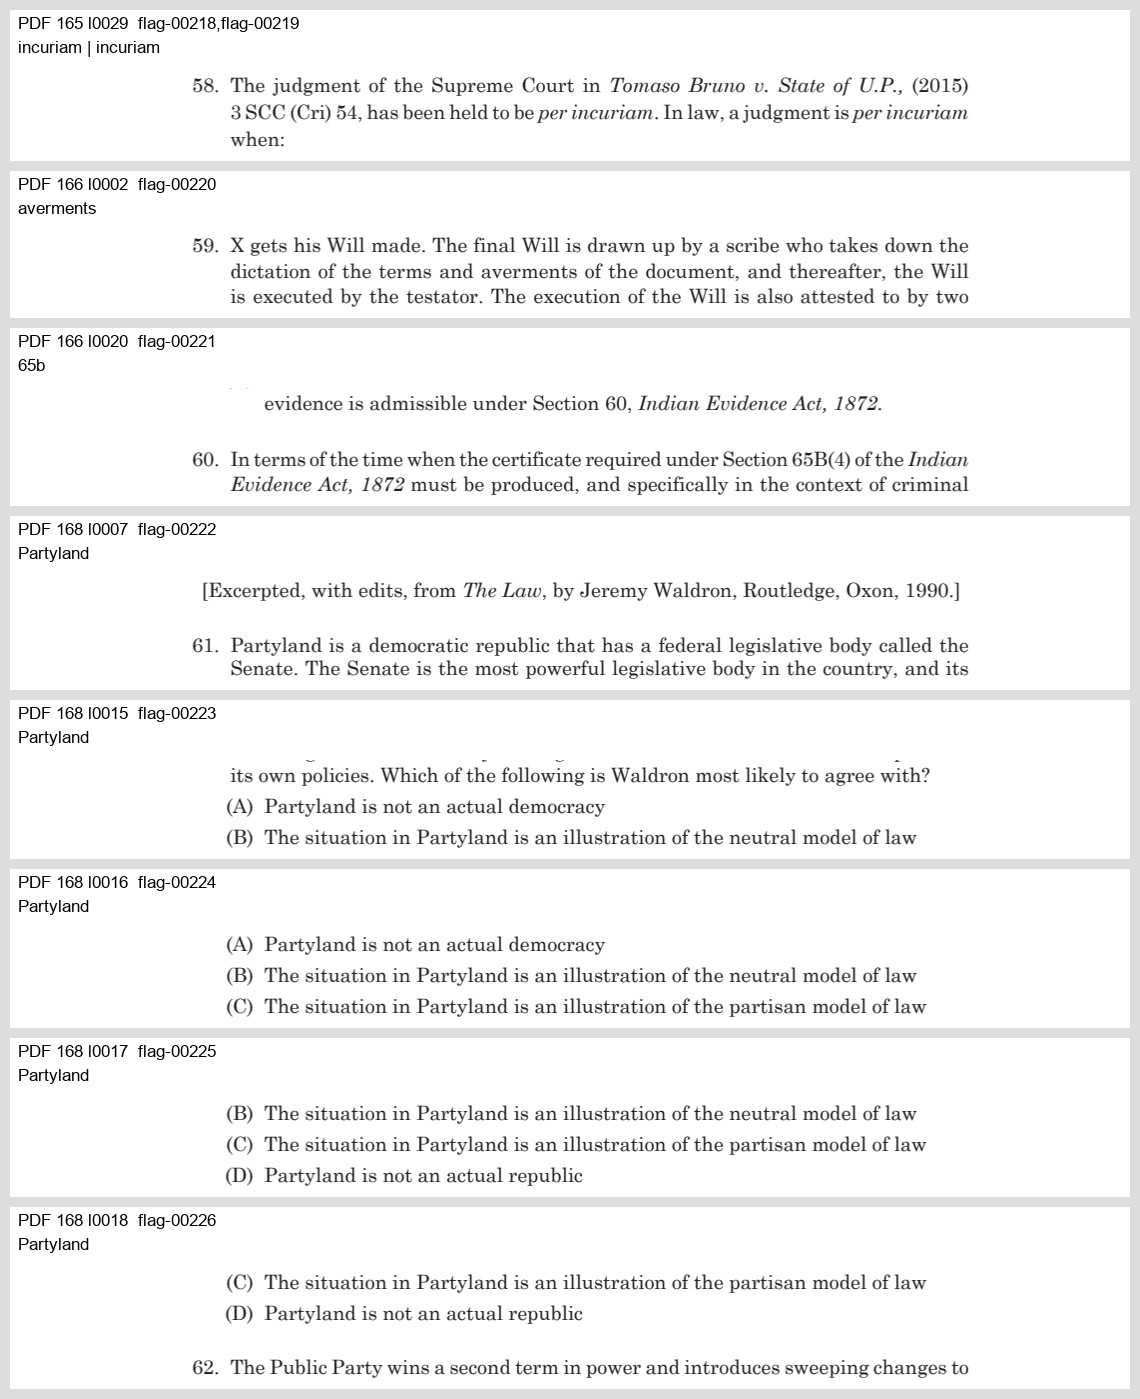 PDF 165 l0029 flag-00218,flag-00219
incuriam | incuriam
58. The judgment of the Supreme Court in Tomaso Bruno v. State of U.P., (2015)
3 SCC (Cri) 54, has been held to be per incuriam. In law, a judgment is per incuriam
when:
PDF 166 l0002 flag-00220
averments
59. X gets his Will made. The final Will is drawn up by a scribe who takes down the
dictation of the terms and averments of the document, and thereafter, the Will
is executed by the testator. The execution of the Will is also attested to by two
PDF 166 l0020 flag-00221
65b
evidence is admissible under Section 60, Indian Evidence Act, 1872.
60. In terms of the time when the certificate required under Section 65B(4) of the Indian
Evidence Act, 1872 must be produced, and specifically in the context of criminal
PDF 168 l0007 flag-00222
Partyland
[Excerpted, with edits, from The Law, by Jeremy Waldron, Routledge, Oxon, 1990.]
61. Partyland is a democratic republic that has a federal legislative body called the
Senate. The Senate is the most powerful legislative body in the country, and its
PDF 168 l0015 flag-00223
Partyland
its own policies. Which of the following is Waldron most likely to agree with?
(A) Partyland is not an actual democracy
(B) The situation in Partyland is an illustration of the neutral model of law
PDF 168 l0016 flag-00224
Partyland
(A) Partyland is not an actual democracy
(B) The situation in Partyland is an illustration of the neutral model of law
(C) The situation in Partyland is an illustration of the partisan model of law
PDF 168 l0017 flag-00225
Partyland
(B) The situation in Partyland is an illustration of the neutral model of law
(C) The situation in Partyland is an illustration of the partisan model of law
(D) Partyland is not an actual republic
PDF 168 l0018 flag-00226
Partyland
(C) The situation in Partyland is an illustration of the partisan model of law
(D) Partyland is not an actual republic
62. The Public Party wins a second term in power and introduces sweeping changes to